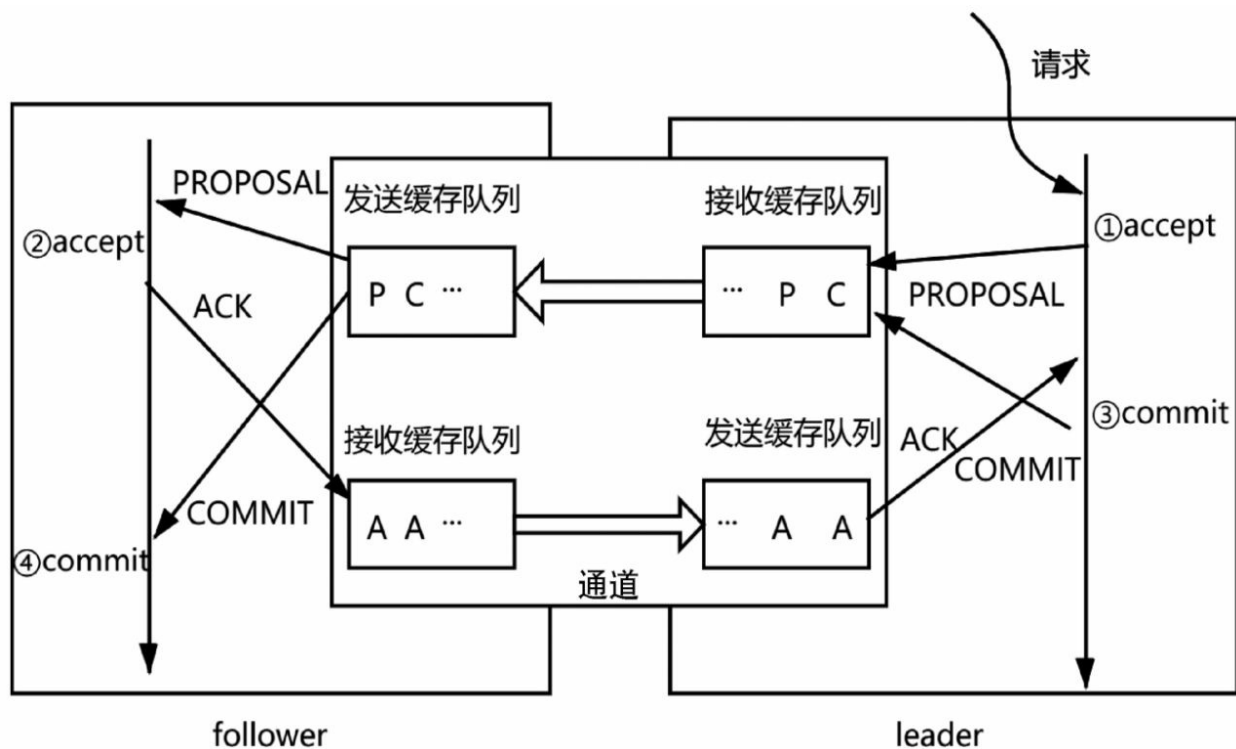 请求
PROPOSAL
发送缓存队列
接收缓存队列
②accept
①accept
P C ...
... P C
ACK
PROPOSAL
接收缓存队列
发送缓存队列
③commit
ACK
COMMIT
COMMIT
A A ...
... A A
④commit
通道
follower
leader